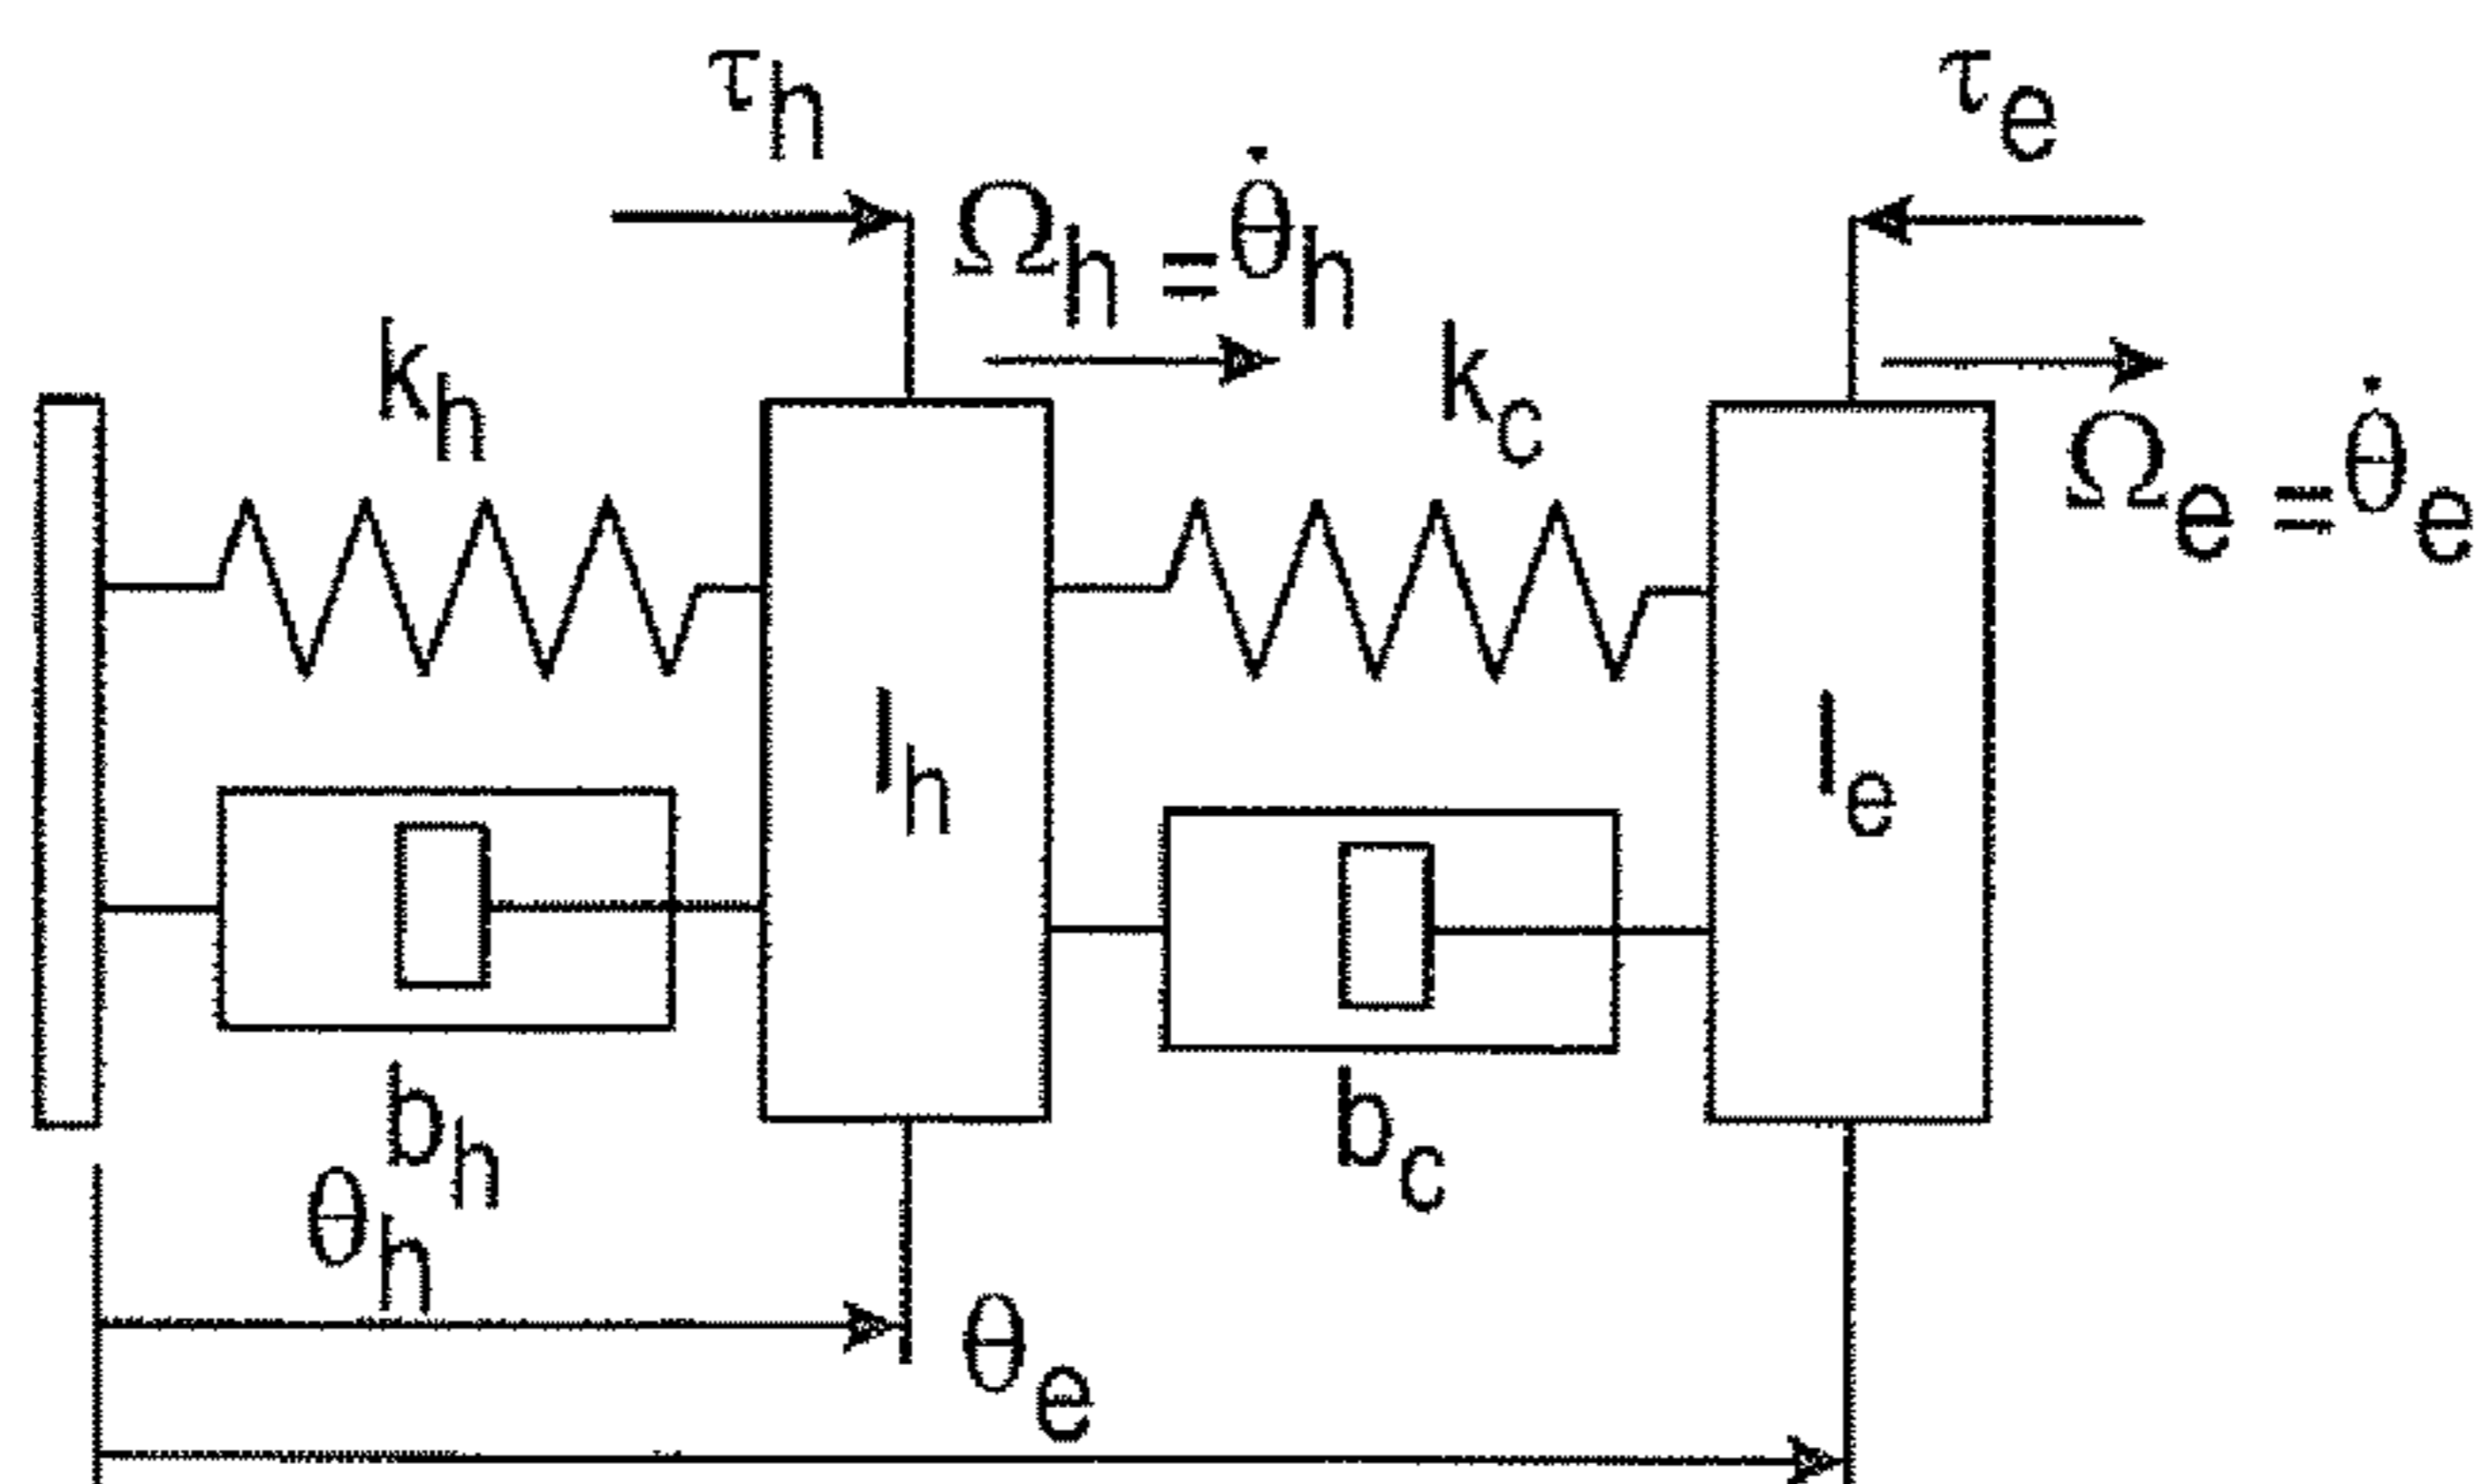 τh
τe
Ωh = θ̇h
kh
kc
Ωe = θ̇e
Ih
Ie
bh
bc
θh
θe